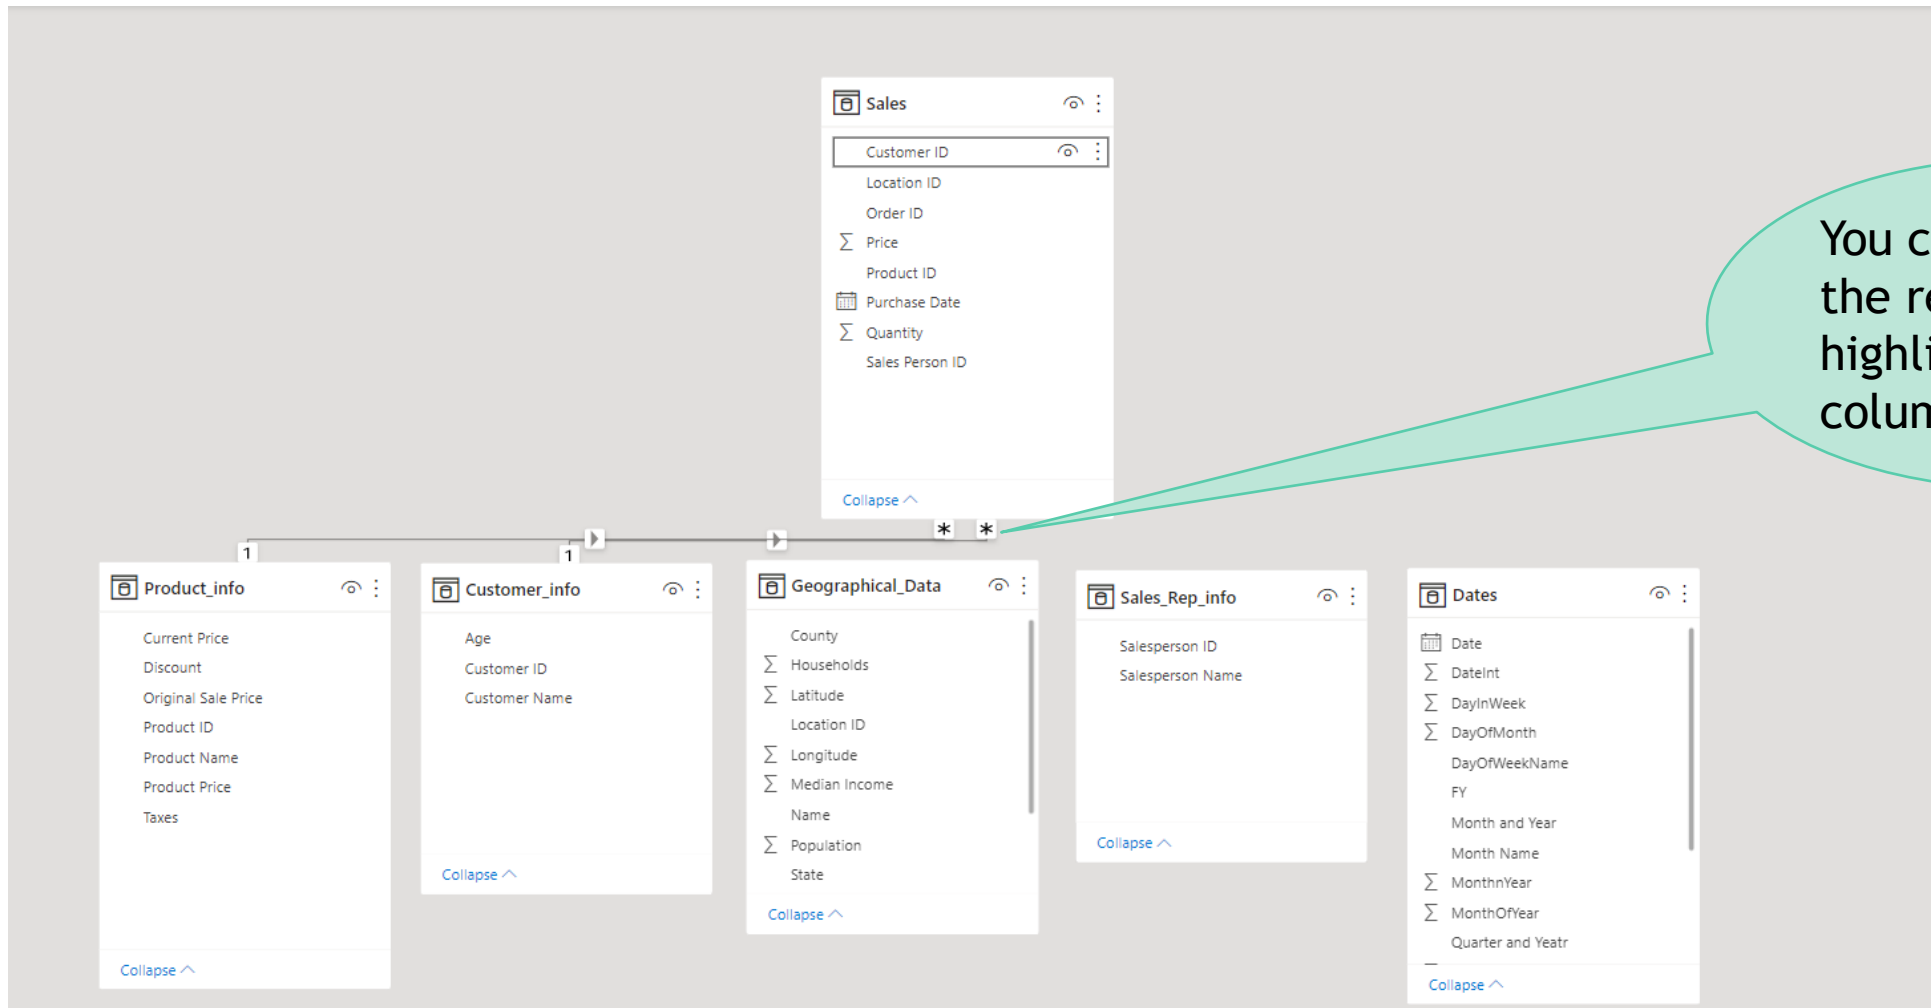 Sales
Customer ID
Location ID
Order ID
Price
Product ID
Purchase Date
Quantity
Sales Person ID
Collapse
You c
the re
highli
colum
* *
1
1
Product_info
Current Price
Discount
Original Sale Price
Product ID
Product Name
Product Price
Taxes
Collapse
Customer_info
Age
Customer ID
Customer Name
Collapse
Geographical_Data
County
Households
Latitude
Location ID
Longitude
Median Income
Name
Population
State
Collapse
Sales_Rep_info
Salesperson ID
Salesperson Name
Collapse
Dates
Date
DateInt
DayInWeek
DayOfMonth
DayOfWeekName
FY
Month and Year
Month Name
MonthnYear
MonthOfYear
Quarter and Yeatr
Collapse